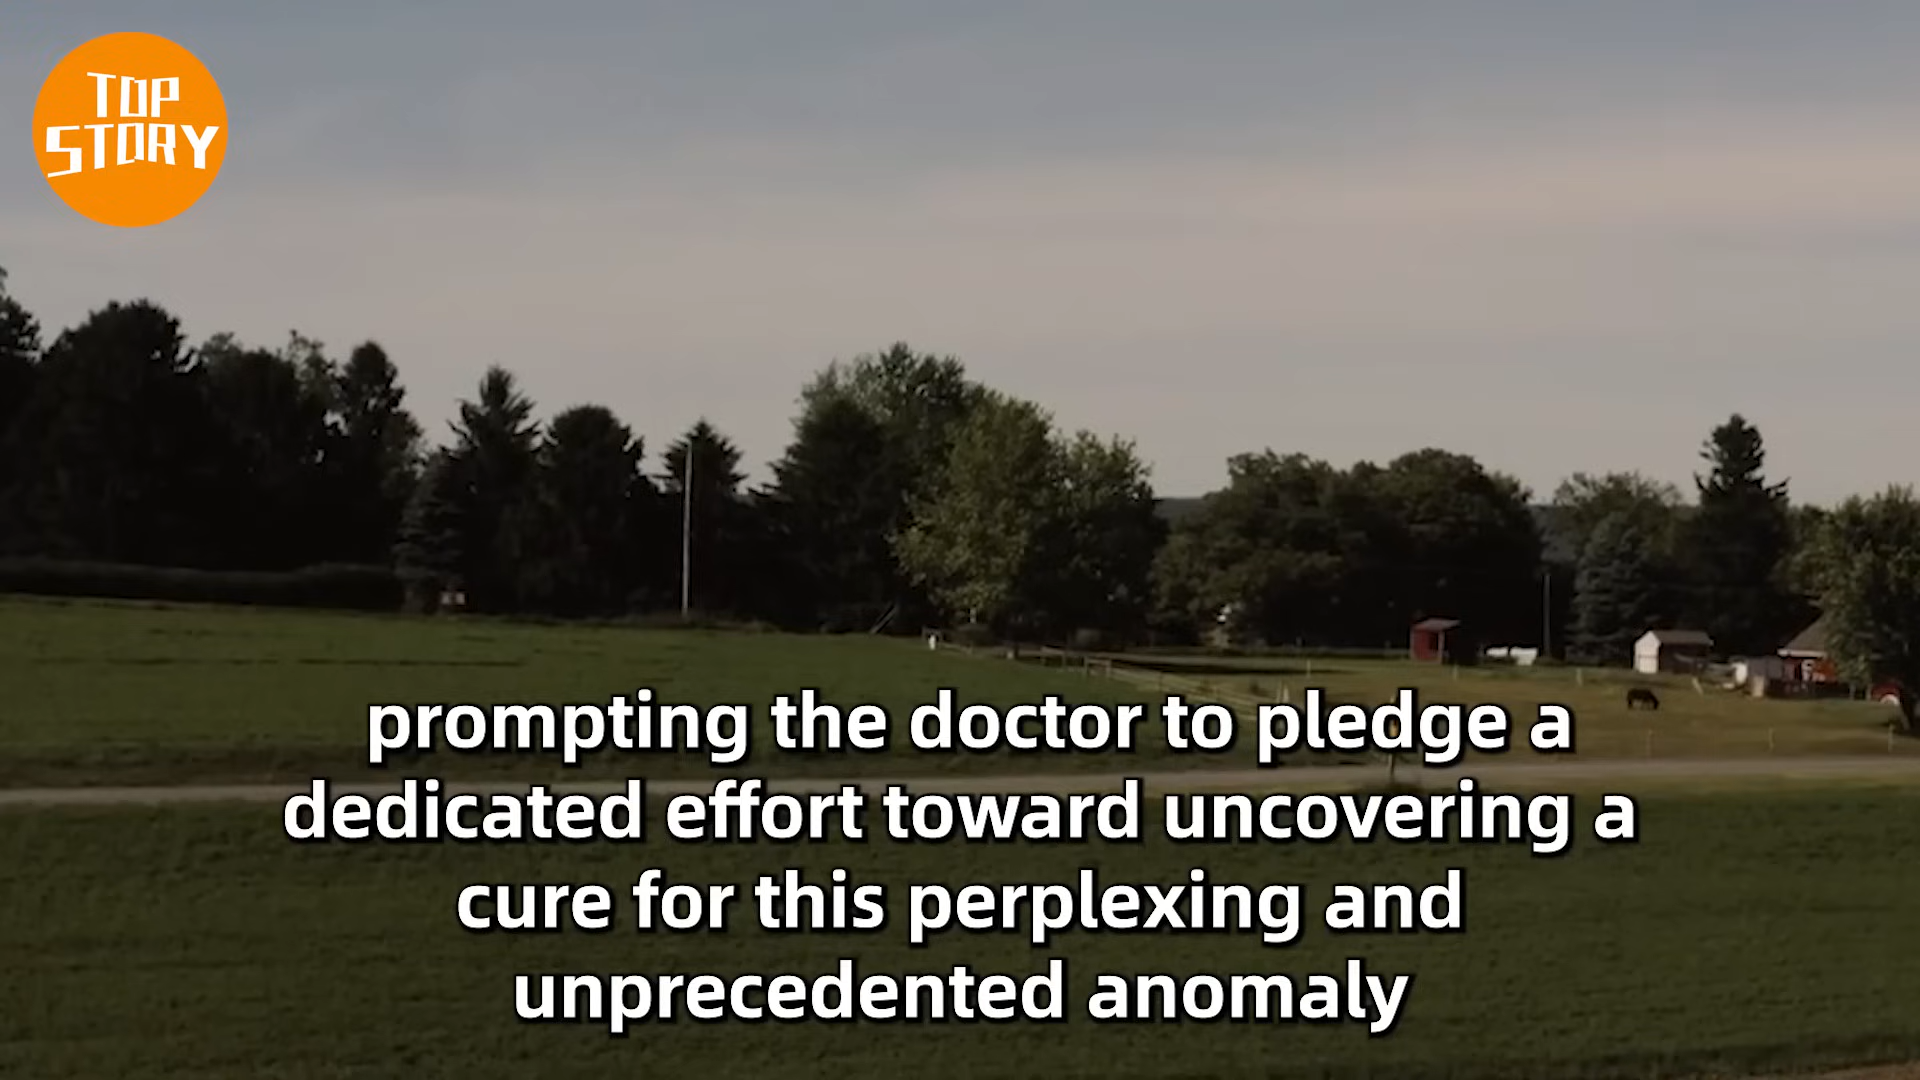 TOP
STORY
prompting the doctor to pledge a
dedicated effort toward uncovering a
cure for this perplexing and
unprecedented anomaly